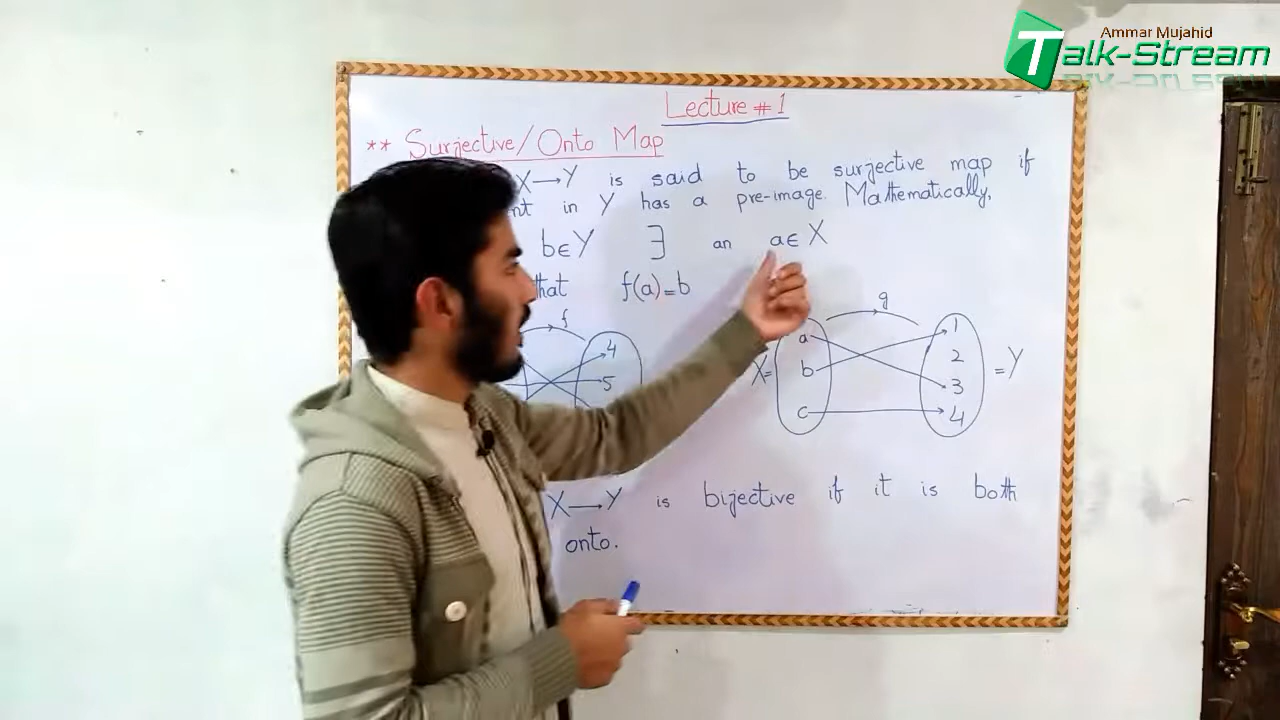 Ammar Mujahid
Talk-Stream
Lecture # 1
** Surjective/Onto Map
X→Y is said to be surjective map if
in Y has a pre-image. Mathematically,
b∈Y ∃ an a∈X
that f(a)=b
f
g
4
5
X=
a
b
c
1
2
3
4
=Y
X→Y is bijective if it is both
onto.